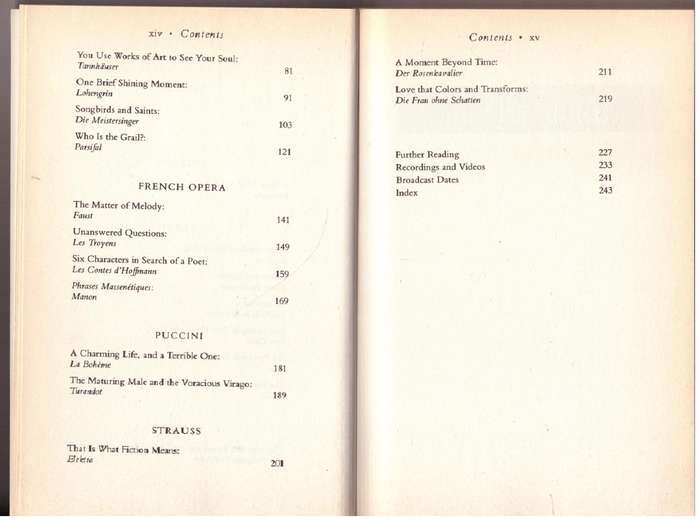 xiv • Contents
You Use Works of Art to See Your Soul:
Tannhäuser 81
One Brief Shining Moment:
Lohengrin 91
Songbirds and Saints:
Die Meistersinger 103
Who Is the Grail?:
Parsifal 121
FRENCH OPERA
The Matter of Melody:
Faust 141
Unanswered Questions:
Les Troyens 149
Six Characters in Search of a Poet:
Les Contes d'Hoffmann 159
Phrases Massenétiques:
Manon 169
PUCCINI
A Charming Life, and a Terrible One:
La Bohème 181
The Maturing Male and the Voracious Virago:
Turandot 189
STRAUSS
That Is What Fiction Means:
Elektra 201
Contents • xv
A Moment Beyond Time:
Der Rosenkavalier 211
Love that Colors and Transforms:
Die Frau ohne Schatten 219
Further Reading 227
Recordings and Videos 233
Broadcast Dates 241
Index 243